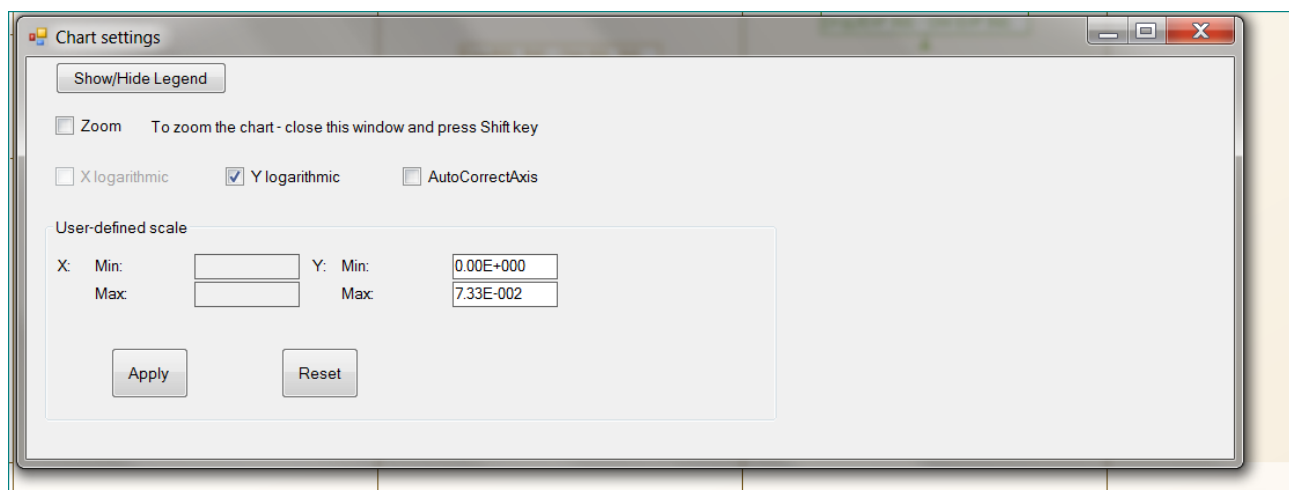 Chart settings
Show/Hide Legend
Zoom To zoom the chart - close this window and press Shift key
X logarithmic Y logarithmic AutoCorrectAxis
User-defined scale
X: Min: Y: Min: 0.00E+000
Max: Max: 7.33E-002
Apply Reset